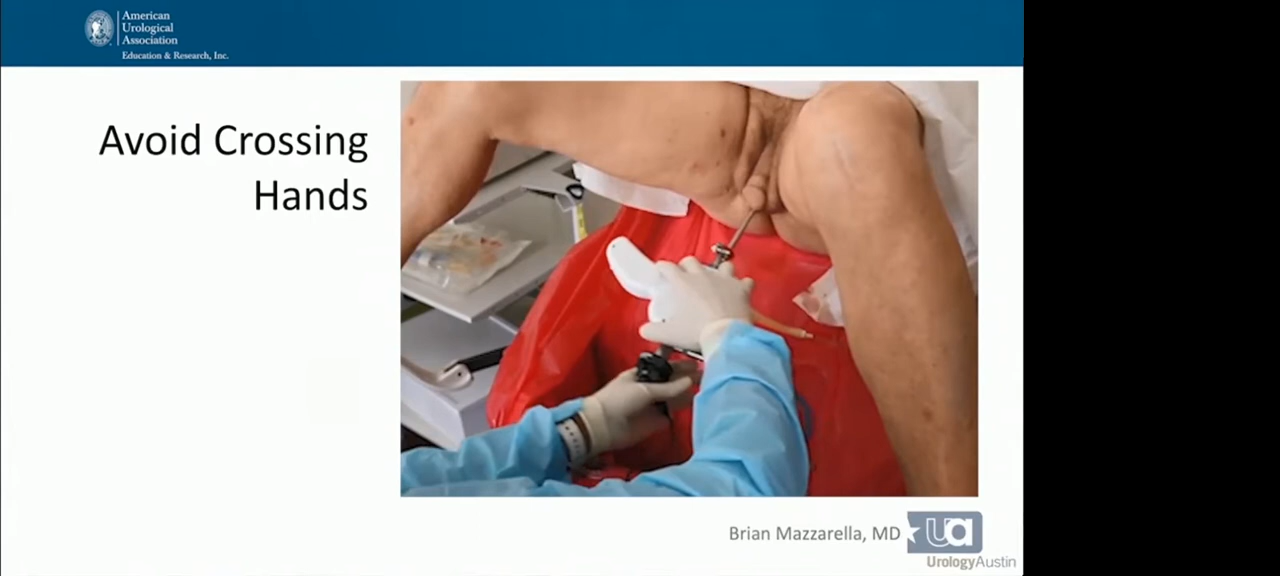 American
Urological
Association
Education & Research, Inc.
Avoid Crossing
Hands
Brian Mazzarella, MD
ua
UrologyAustin